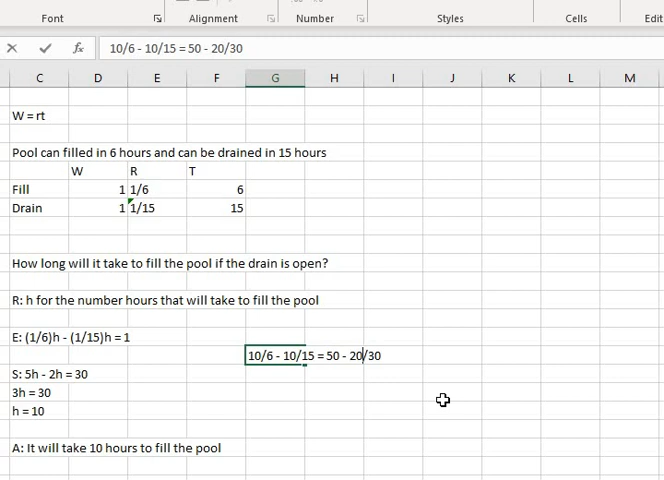 Font Alignment Number Styles Cells Edit
fx 10/6 - 10/15 = 50 - 20/30
C D E F G H I J K L M
W = rt
Pool can filled in 6 hours and can be drained in 15 hours
W R T
Fill 1 1/6 6
Drain 1 1/15 15
How long will it take to fill the pool if the drain is open?
R: h for the number hours that will take to fill the pool
E: (1/6)h - (1/15)h = 1
10/6 - 10/15 = 50 - 20/30
S: 5h - 2h = 30
3h = 30
h = 10
A: It will take 10 hours to fill the pool